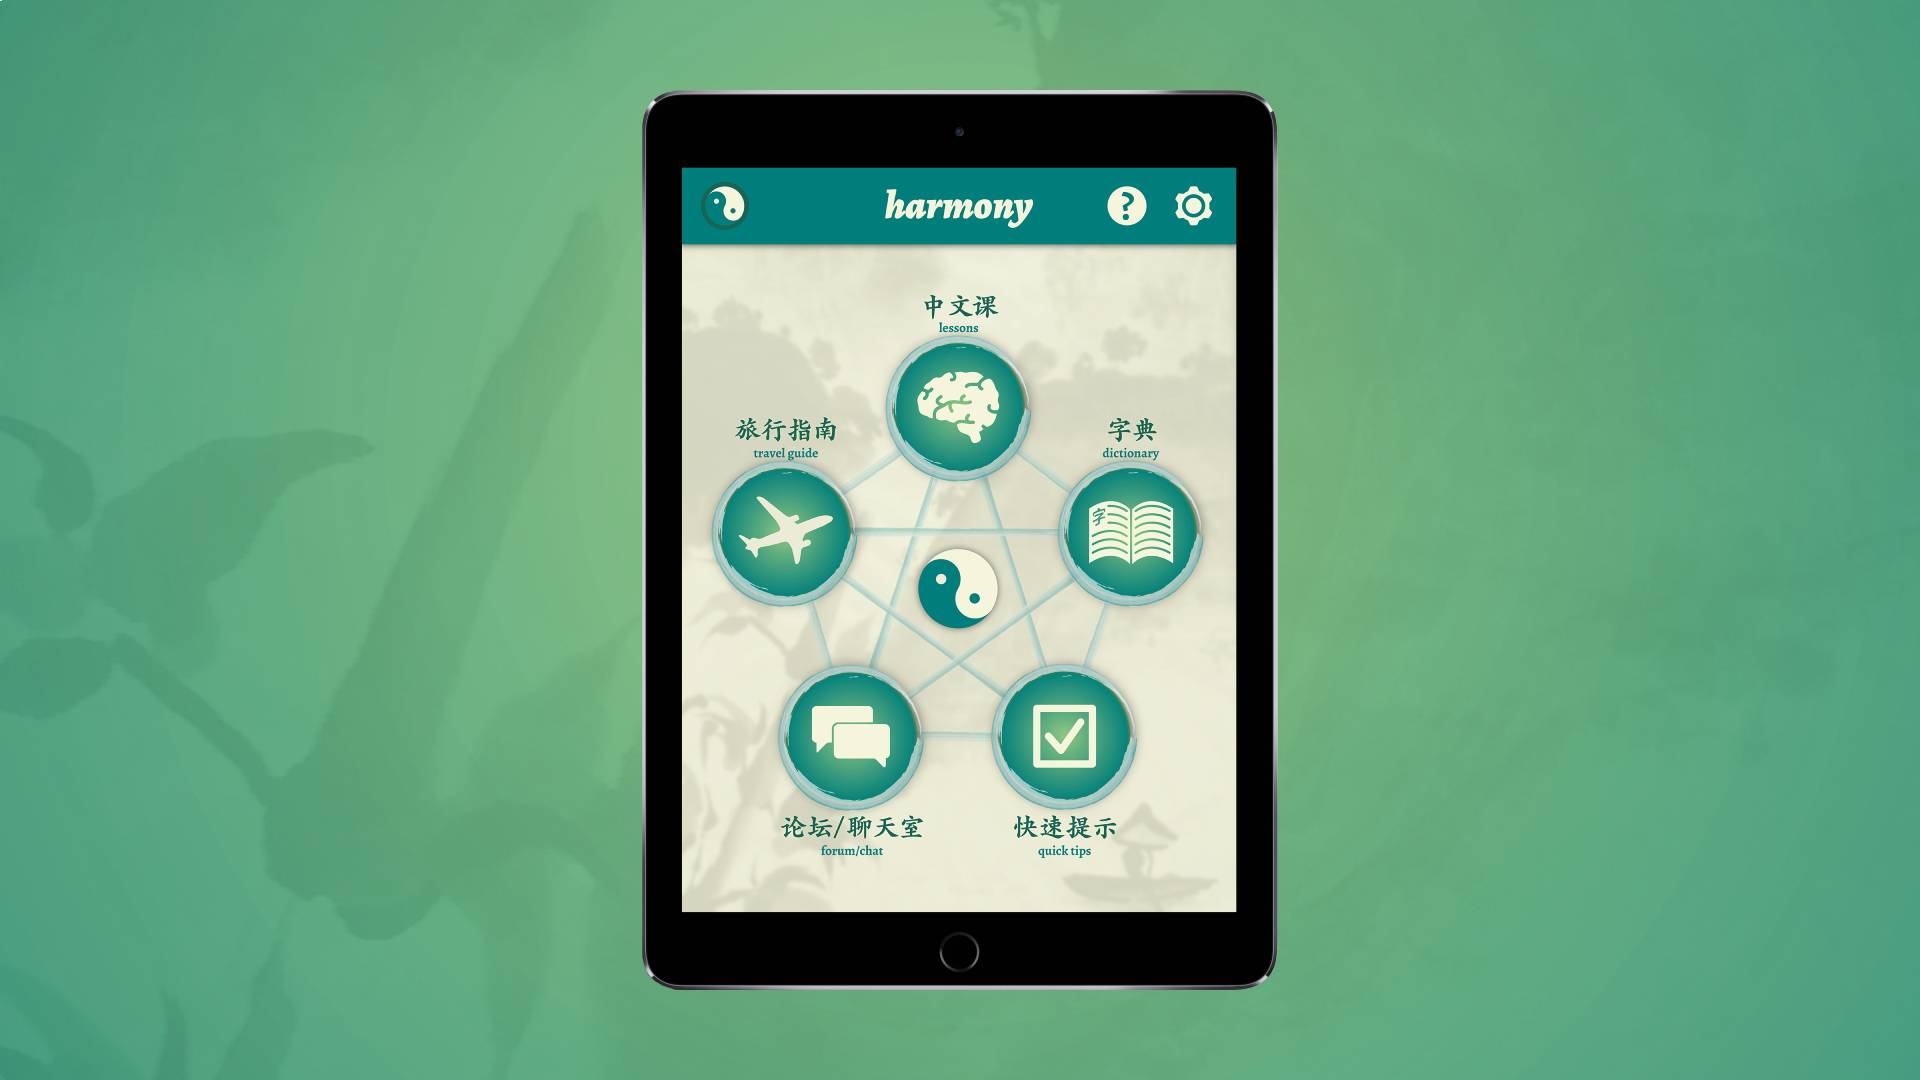 harmony
?
中文课
lessons
旅行指南
travel guide
字典
dictionary
字
论坛/聊天室
forum/chat
快速提示
quick tips